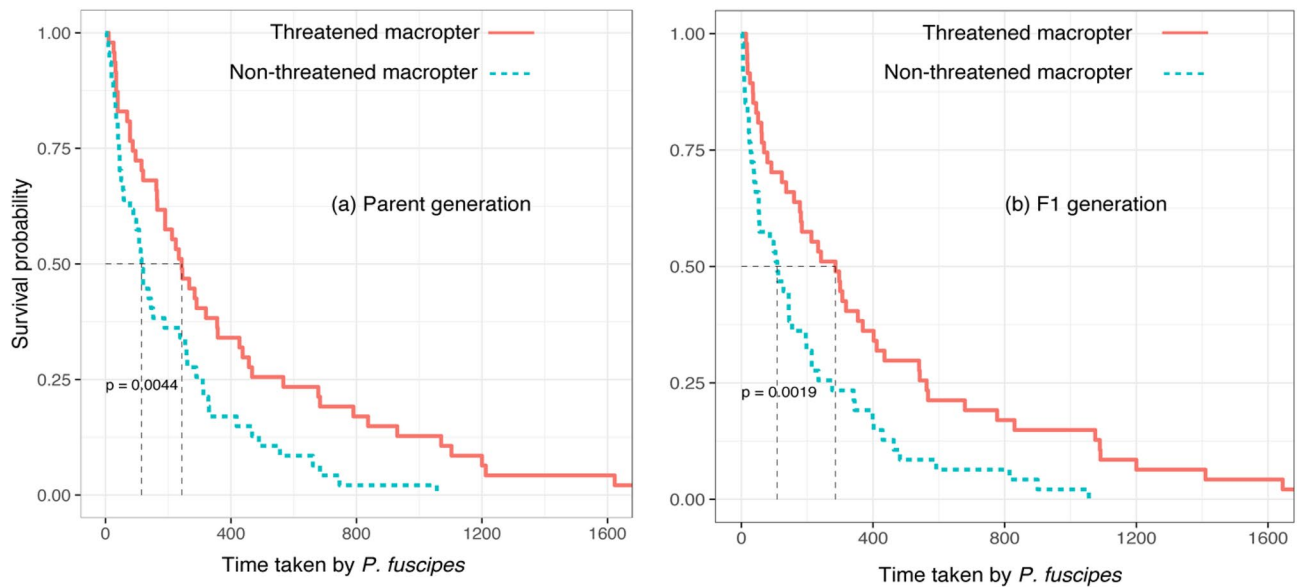 Threatened macropter
Non-threatened macropter
(a) Parent generation
p = 0.0044
Survival probability
1.00
0.75
0.50
0.25
0.00
0 400 800 1200 1600
Time taken by P. fuscipes
Threatened macropter
Non-threatened macropter
(b) F1 generation
p = 0.0019
1.00
0.75
0.50
0.25
0.00
0 400 800 1200 1600
Time taken by P. fuscipes